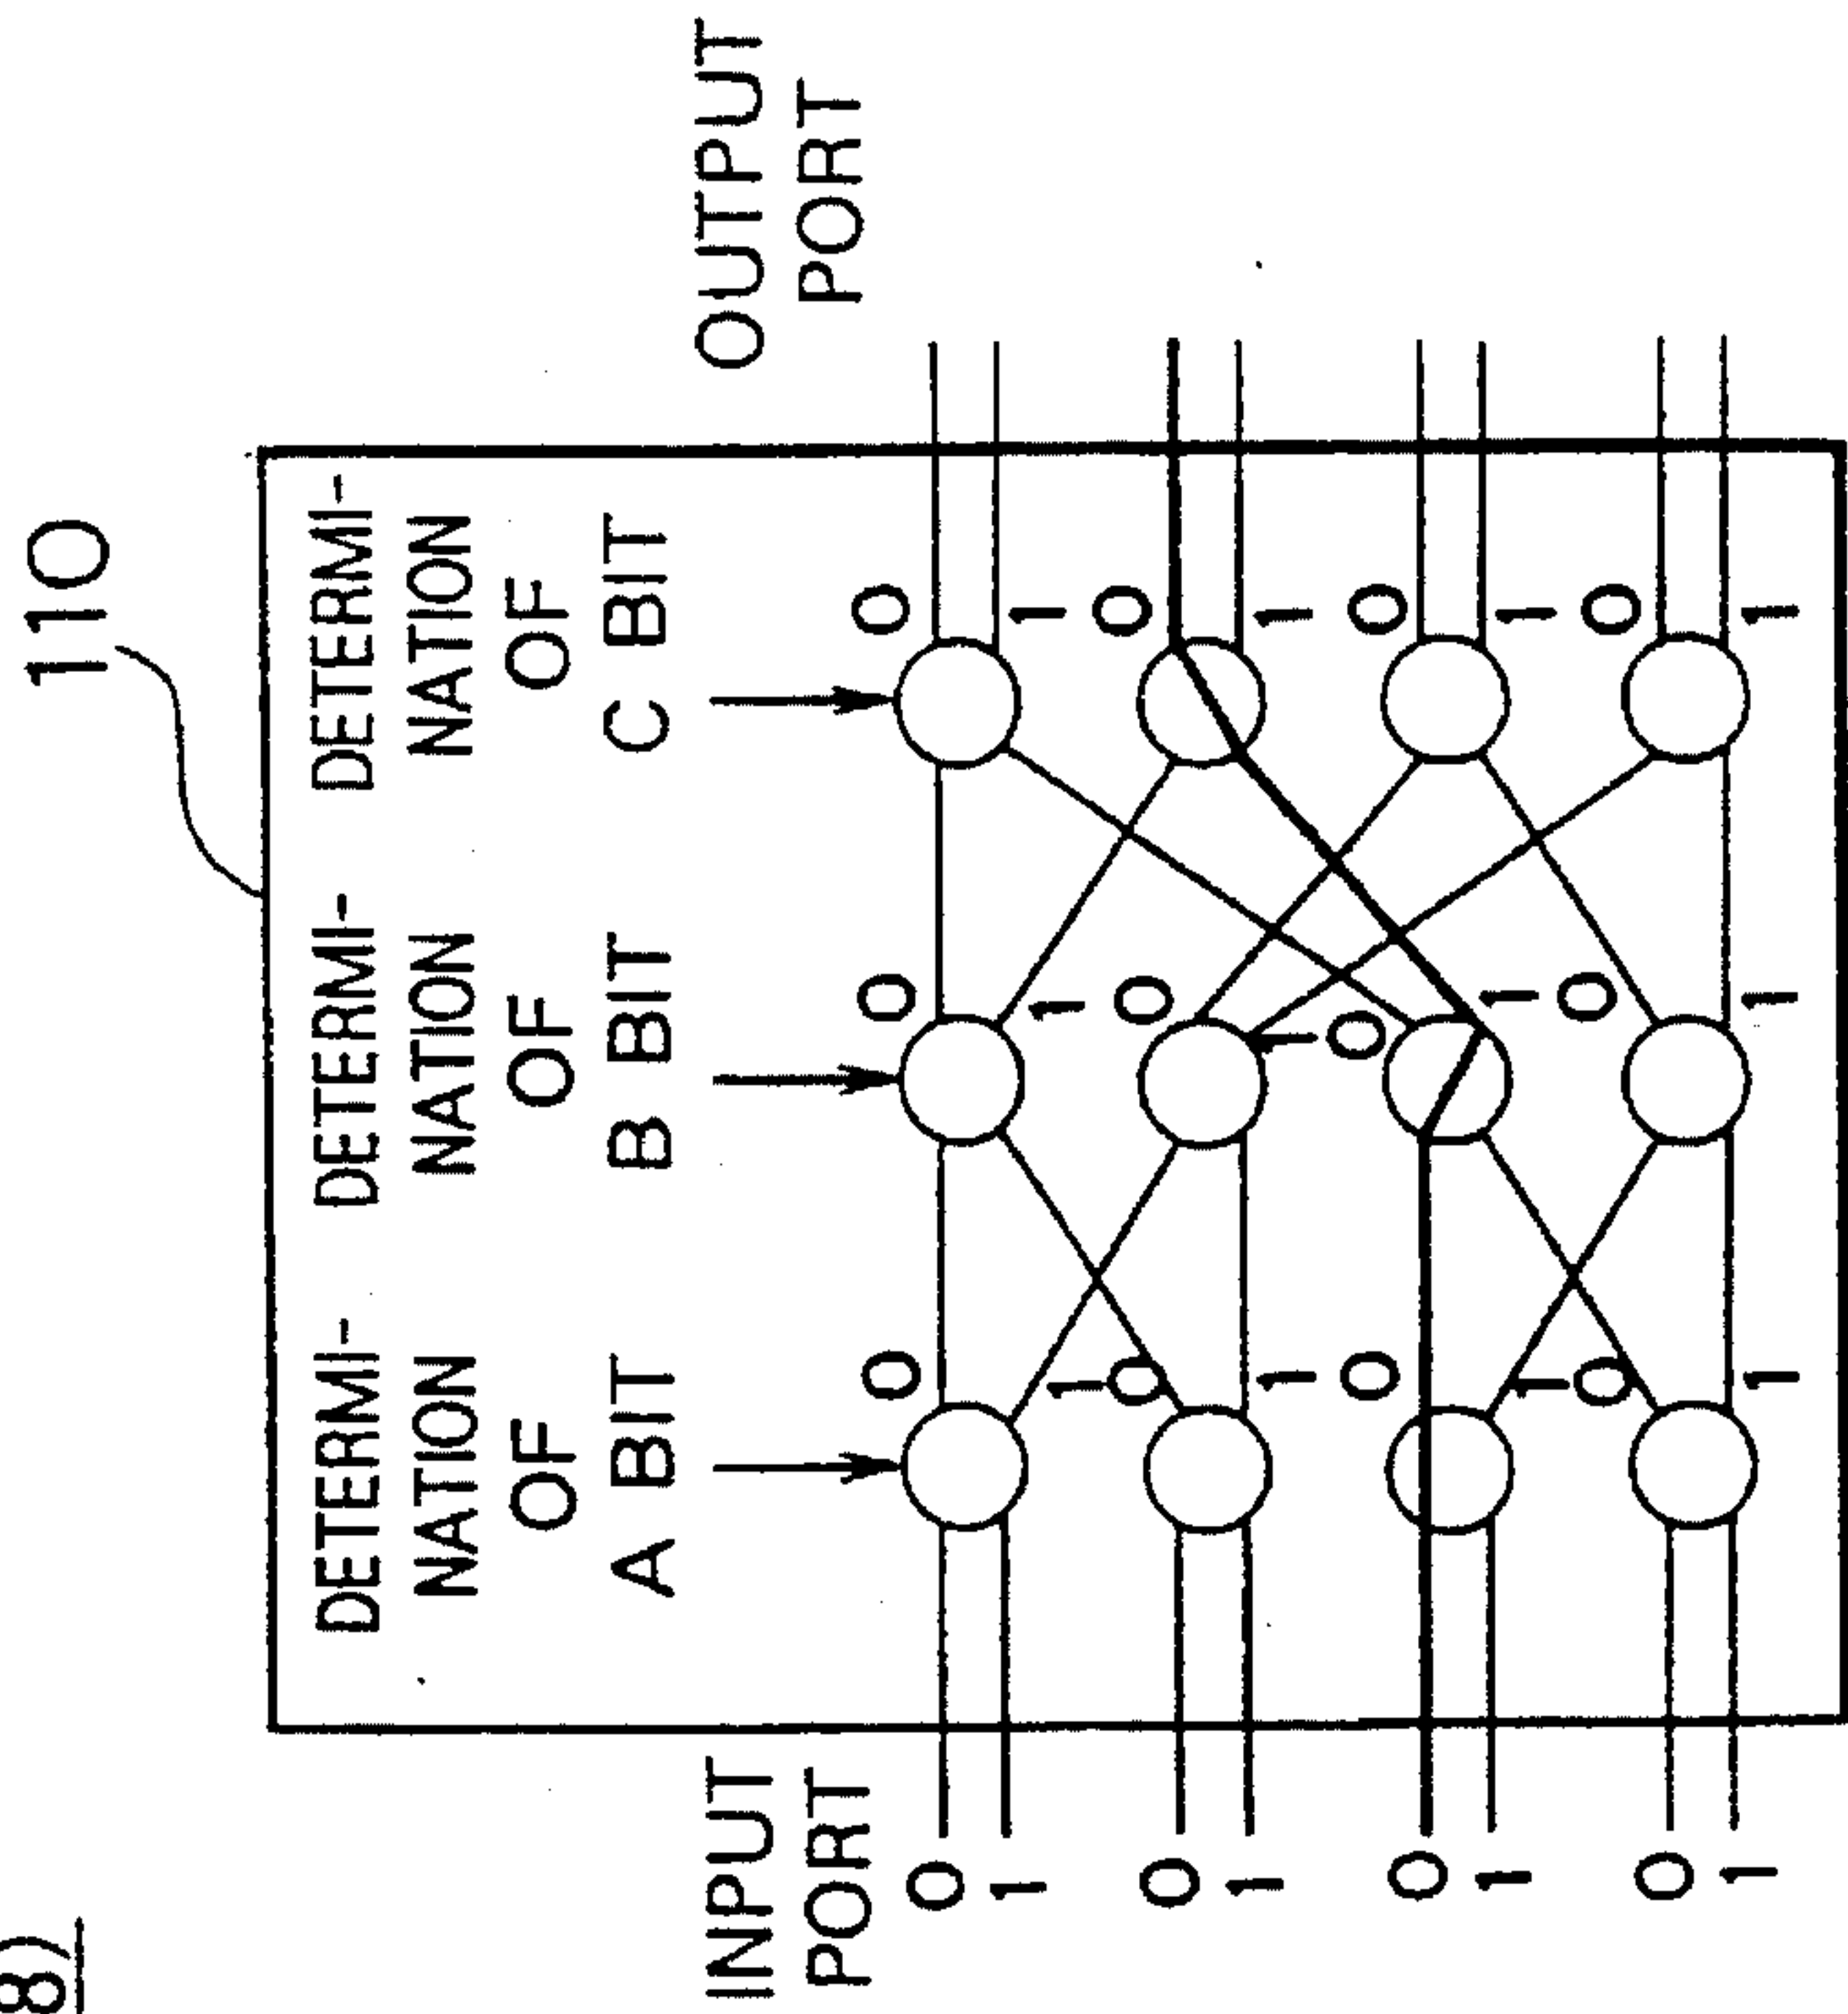 8)
110
DETERMI- DETERMI- DETERMI-
NATION NATION NATION
OF OF OF
A BIT B BIT C BIT
INPUT OUTPUT
PORT PORT
0 0 0 0
1 1 1 1
0 0 0 0
1 1 1 1
0 0 0 0
1 1 1 1
0 0 0 0
1 1 1 1